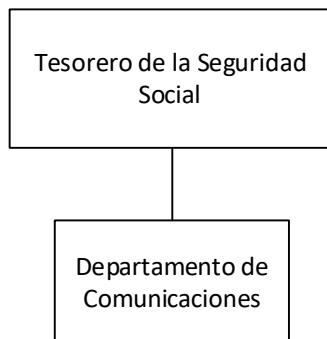 Tesorero de la Seguridad
Social
Departamento de
Comunicaciones